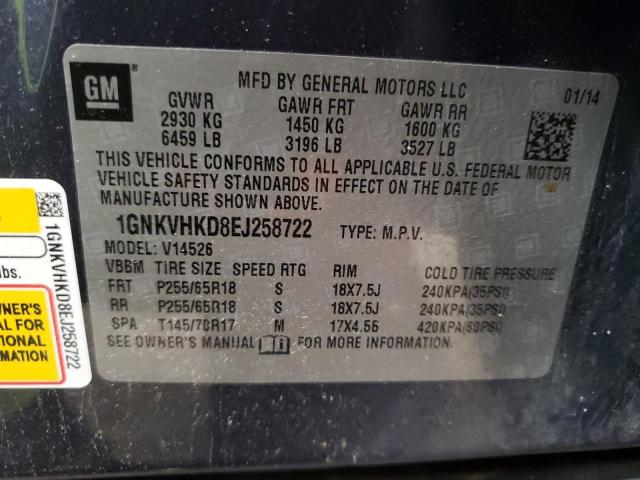 GM
MFD BY GENERAL MOTORS LLC
01/14
GVWR GAWR FRT GAWR RR
2930 KG 1450 KG 1600 KG
6459 LB 3196 LB 3527 LB
THIS VEHICLE CONFORMS TO ALL APPLICABLE U.S. FEDERAL MOTOR
VEHICLE SAFETY STANDARDS IN EFFECT ON THE DATE OF
MANUFACTURE SHOWN ABOVE.
1GNKVHKD8EJ258722 TYPE: M.P.V.
MODEL: V14526
VBBM TIRE SIZE SPEED RTG RIM COLD TIRE PRESSURE
FRT P255/65R18 S 18X7.5J 240KPA(35PSI)
RR P255/65R18 S 18X7.5J 240KPA(35PSI)
SPA T145/70R17 M 17X4.5B 420KPA(60PSI)
SEE OWNER'S MANUAL FOR MORE INFORMATION.
lbs.
1GNKVHKD8EJ258722
OWNER'S
FOR